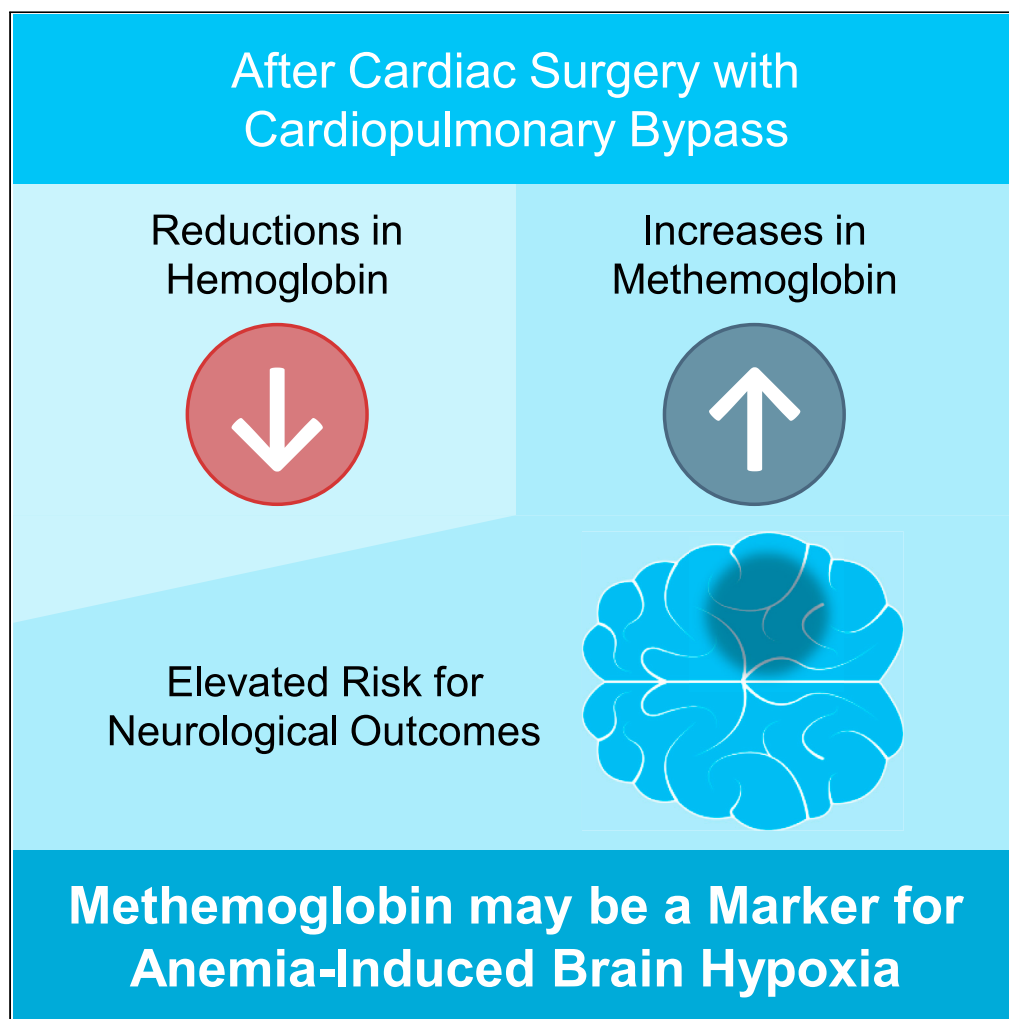 After Cardiac Surgery with
Cardiopulmonary Bypass
Reductions in
Hemoglobin
Increases in
Methemoglobin
Elevated Risk for
Neurological Outcomes
Methemoglobin may be a Marker for
Anemia-Induced Brain Hypoxia